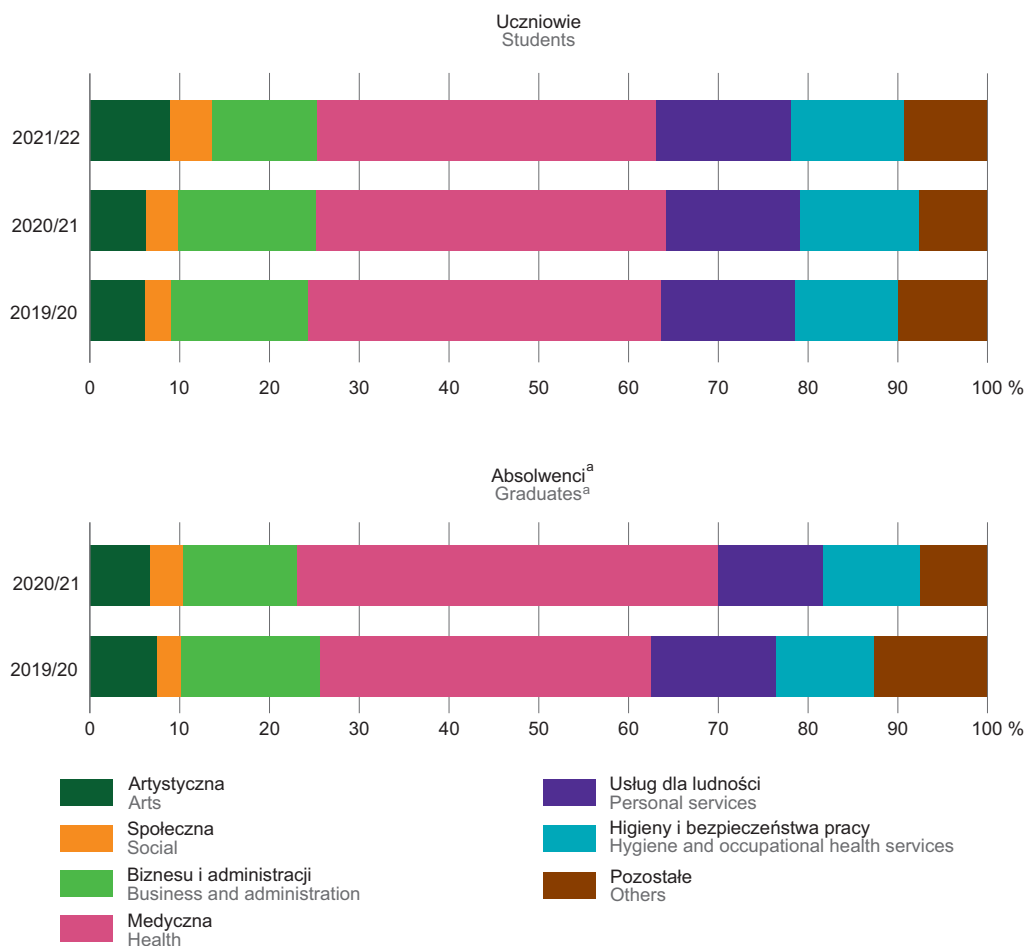 Uczniowie
Students
2021/22
2020/21
2019/20
0 10 20 30 40 50 60 70 80 90 100 %
Absolwenci a
Graduates a
2020/21
2019/20
0 10 20 30 40 50 60 70 80 90 100 %
Artystyczna
Arts
Społeczna
Social
Biznesu i administracji
Business and administration
Medyczna
Health
Usług dla ludności
Personal services
Higieny i bezpieczeństwa pracy
Hygiene and occupational health services
Pozostałe
Others